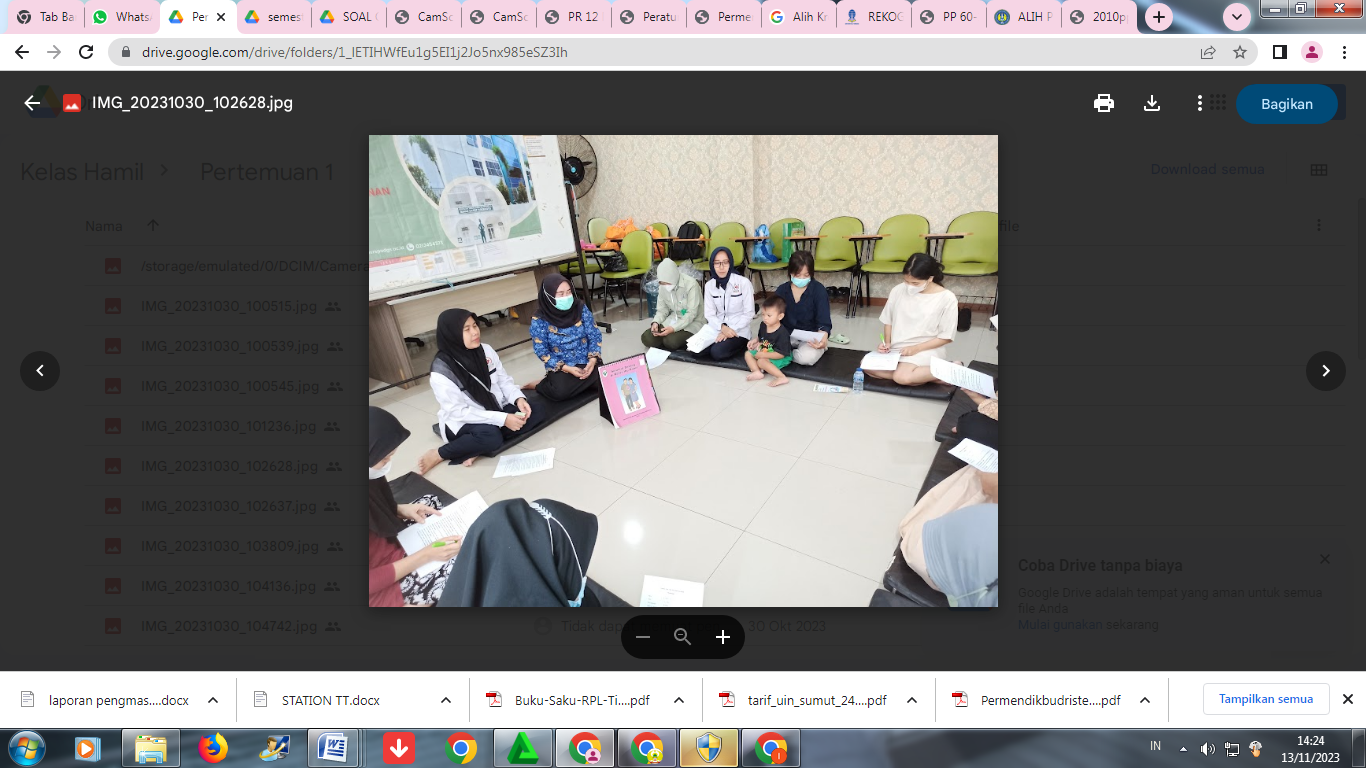 Tab Ba
Whats
Per
semes
SOAL
CamSc
CamSc
PR 12
Peratu
Perme
Alih Kr
REKOG
PP 60-
ALIH P
2010p
drive.google.com/drive/folders/1_IETIHWfEu1g5EI1j2Jo5nx985eSZ3Ih
IMG_20231030_102628.jpg
Bagikan
Kelas Hamil
Pertemuan 1
Download semua
Nama
file
/storage/emulated/0/DCIM/Camera
IMG_20231030_100515.jpg
IMG_20231030_100539.jpg
IMG_20231030_100545.jpg
IMG_20231030_101236.jpg
IMG_20231030_102628.jpg
IMG_20231030_102637.jpg
IMG_20231030_103809.jpg
IMG_20231030_104136.jpg
IMG_20231030_104742.jpg
Tidak da
30 Okt 2023
Coba Drive tanpa biaya
Google Drive adalah tempat yang aman untuk semua
file Anda
Mulai gunakan sekarang
laporan pengmas....docx
STATION TT.docx
Buku-Saku-RPL-Ti....pdf
tarif_uin_sumut_24....pdf
Permendikbudriste....pdf
Tampilkan semua
IN
14:24
13/11/2023